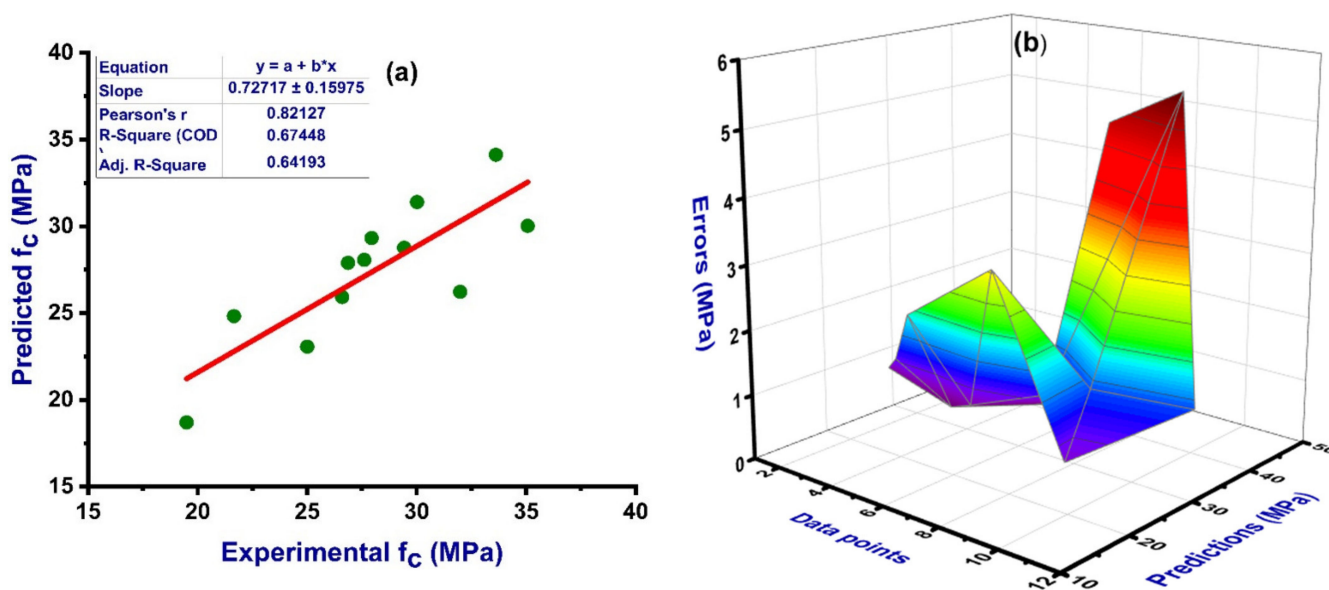 40
35
30
25
20
15
Predicted fc (MPa)
Equation y = a + b*x
Slope 0.72717 ± 0.15975
Pearson's r 0.82127
R-Square (COD 0.67448
)
Adj. R-Square 0.64193
(a)
15 20 25 30 35 40
Experimental fc (MPa)
(b)
6
5
4
3
2
1
0
Errors (MPa)
2 4 6 8 10 12
Data points
10 20 30 40 50
Predictions (MPa)